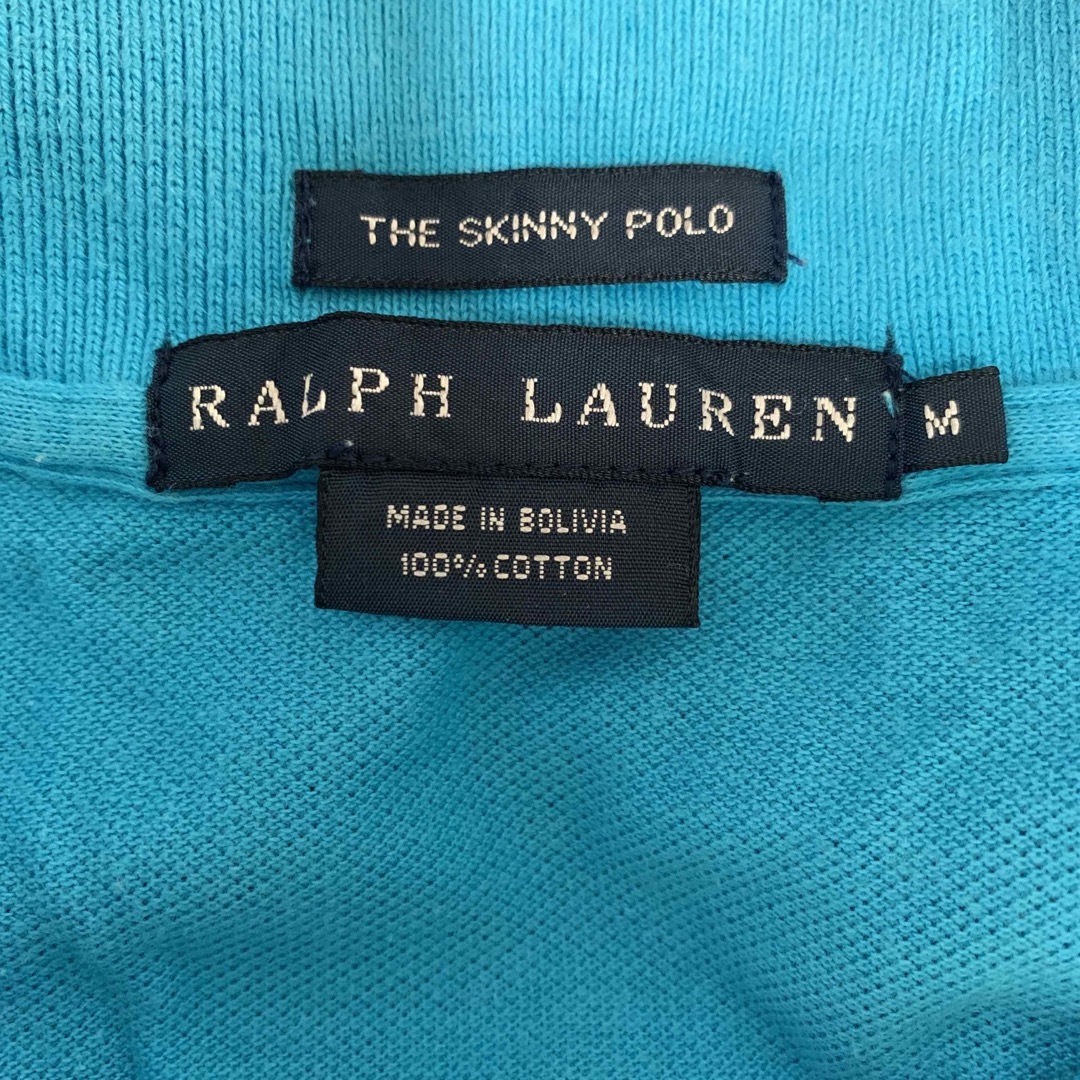 THE SKINNY POLO
RALPH LAUREN
M
MADE IN BOLIVIA
100% COTTON